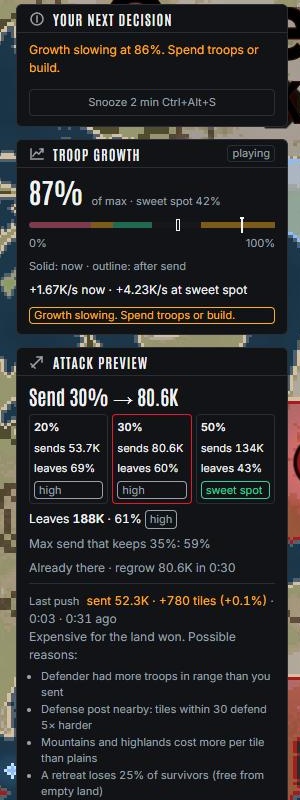 YOUR NEXT DECISION
Growth slowing at 86%. Spend troops or
build.
Snooze 2 min Ctrl+Alt+S
TROOP GROWTH
playing
87% of max · sweet spot 42%
0% 100%
Solid: now · outline: after send
+1.67K/s now · +4.23K/s at sweet spot
Growth slowing. Spend troops or build.
ATTACK PREVIEW
Send 30% → 80.6K
20% 30% 50%
sends 53.7K sends 80.6K sends 134K
leaves 69% leaves 60% leaves 43%
high high sweet spot
Leaves 188K · 61% high
Max send that keeps 35%: 59%
Already there · regrow 80.6K in 0:30
Last push sent 52.3K · +780 tiles (+0.1%) ·
0:03 · 0:31 ago
Expensive for the land won. Possible
reasons:
• Defender had more troops in range than you
sent
• Defense post nearby: tiles within 30 defend
5× harder
• Mountains and highlands cost more per tile
than plains
• A retreat loses 25% of survivors (free from
empty land)